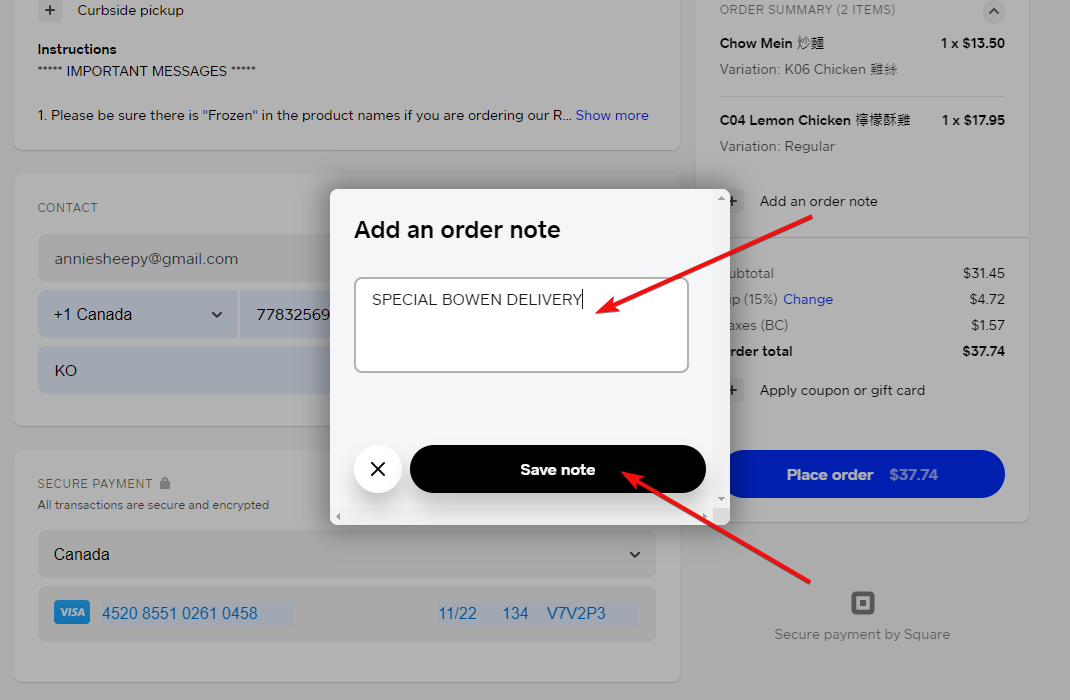 Curbside pickup
Instructions
***** IMPORTANT MESSAGES *****
1. Please be sure there is "Frozen" in the product names if you are ordering our R... Show more
CONTACT
anniesheepy@gmail.com
+1 Canada 77832569
KO
SECURE PAYMENT
All transactions are secure and encrypted
Canada
VISA 4520 8551 0261 0458 11/22 134 V7V2P3
Add an order note
SPECIAL BOWEN DELIVERY
Save note
ORDER SUMMARY (2 ITEMS)
Chow Mein 炒麵 1 x $13.50
Variation: K06 Chicken 雞絲
C04 Lemon Chicken 檸檬酥雞 1 x $17.95
Variation: Regular
Add an order note
ubtotal $31.45
ip (15%) Change $4.72
axes (BC) $1.57
rder total $37.74
Apply coupon or gift card
Place order $37.74
Secure payment by Square